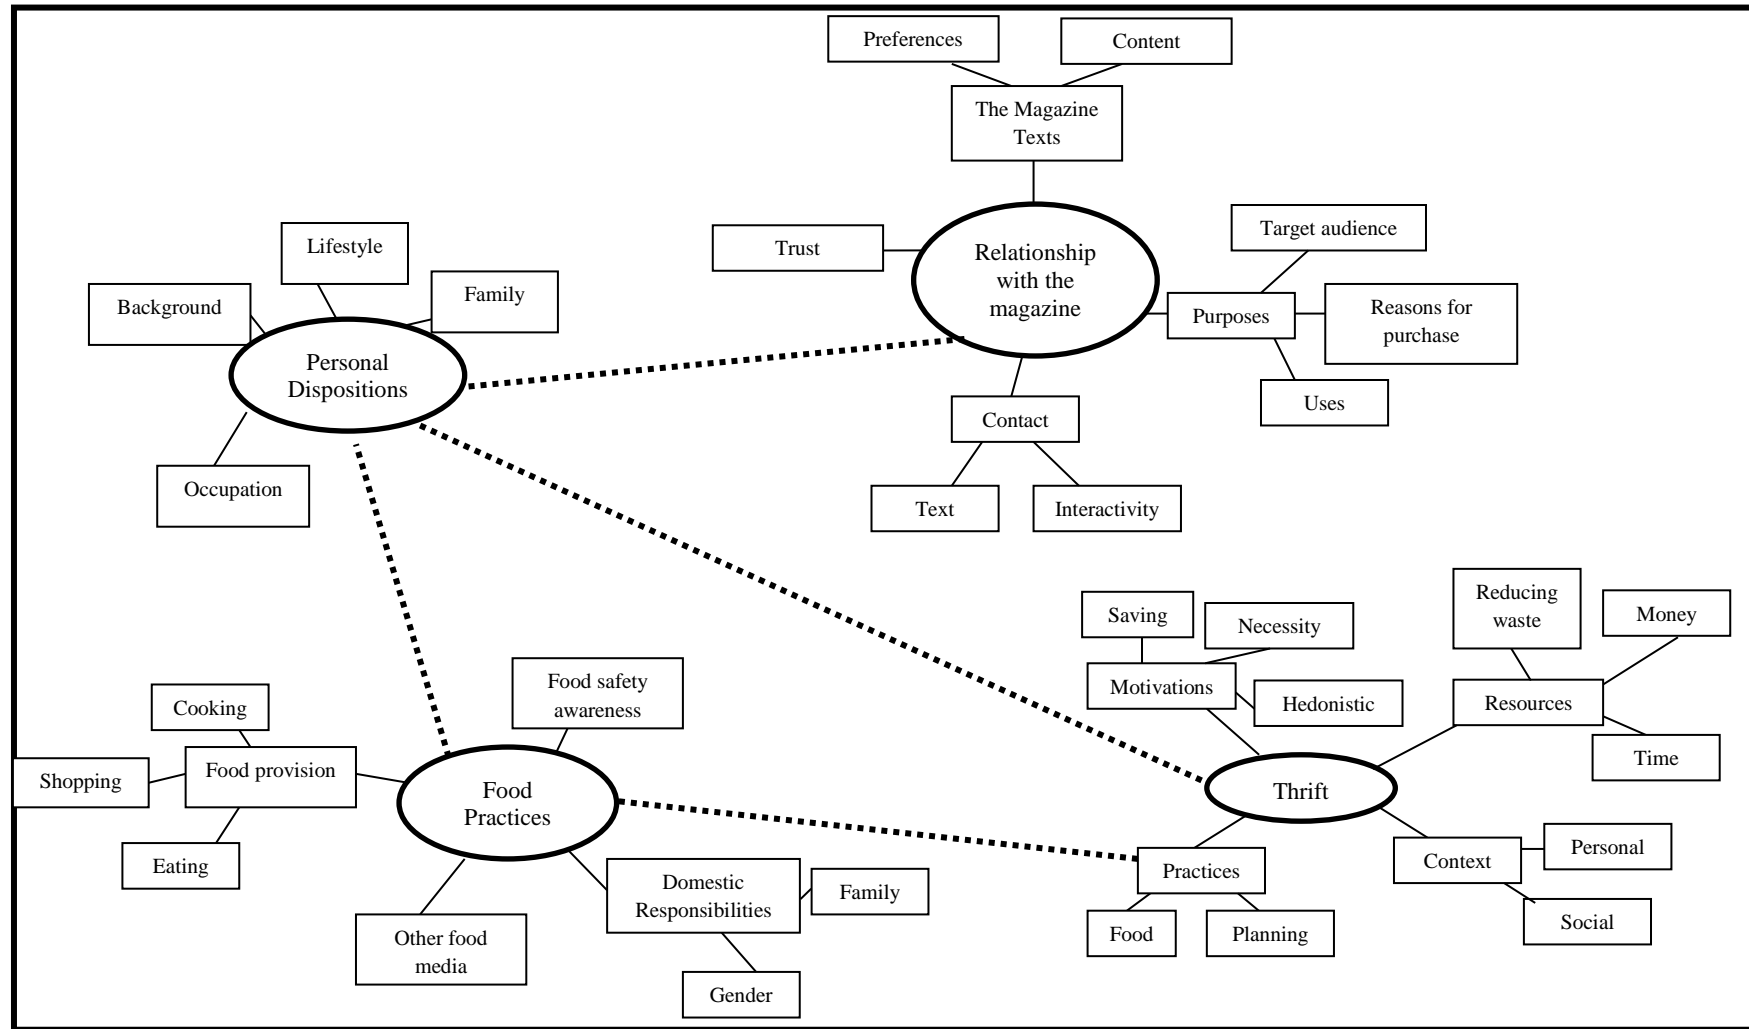 Preferences
Content
The Magazine
Texts
Relationship
with the
magazine
Trust
Target audience
Purposes
Reasons for
purchase
Uses
Contact
Text
Interactivity
Lifestyle
Background
Family
Personal
Dispositions
Occupation
Food safety
awareness
Cooking
Food provision
Shopping
Eating
Food
Practices
Domestic
Responsibilities
Family
Gender
Other food
media
Saving
Necessity
Motivations
Hedonistic
Reducing
waste
Money
Resources
Time
Thrift
Practices
Food
Planning
Context
Personal
Social